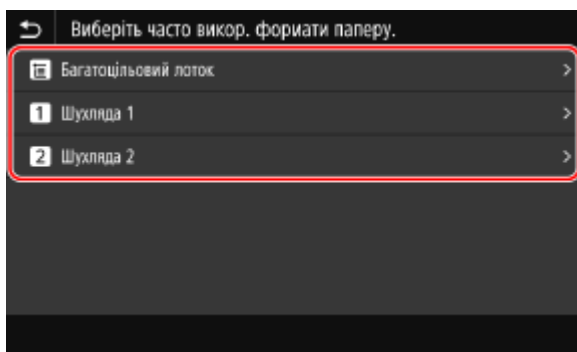 Виберіть часто викор. формати паперу.
Багатоцільовий лоток
1 Шухляда 1
2 Шухляда 2